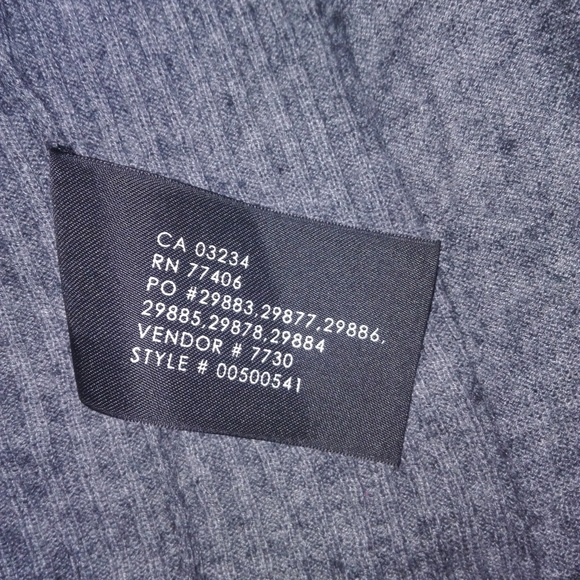 CA 03234
RN 77406
PO #29883,29877,29886,
29885,29878,29884
VENDOR # 7730
STYLE # 00500541